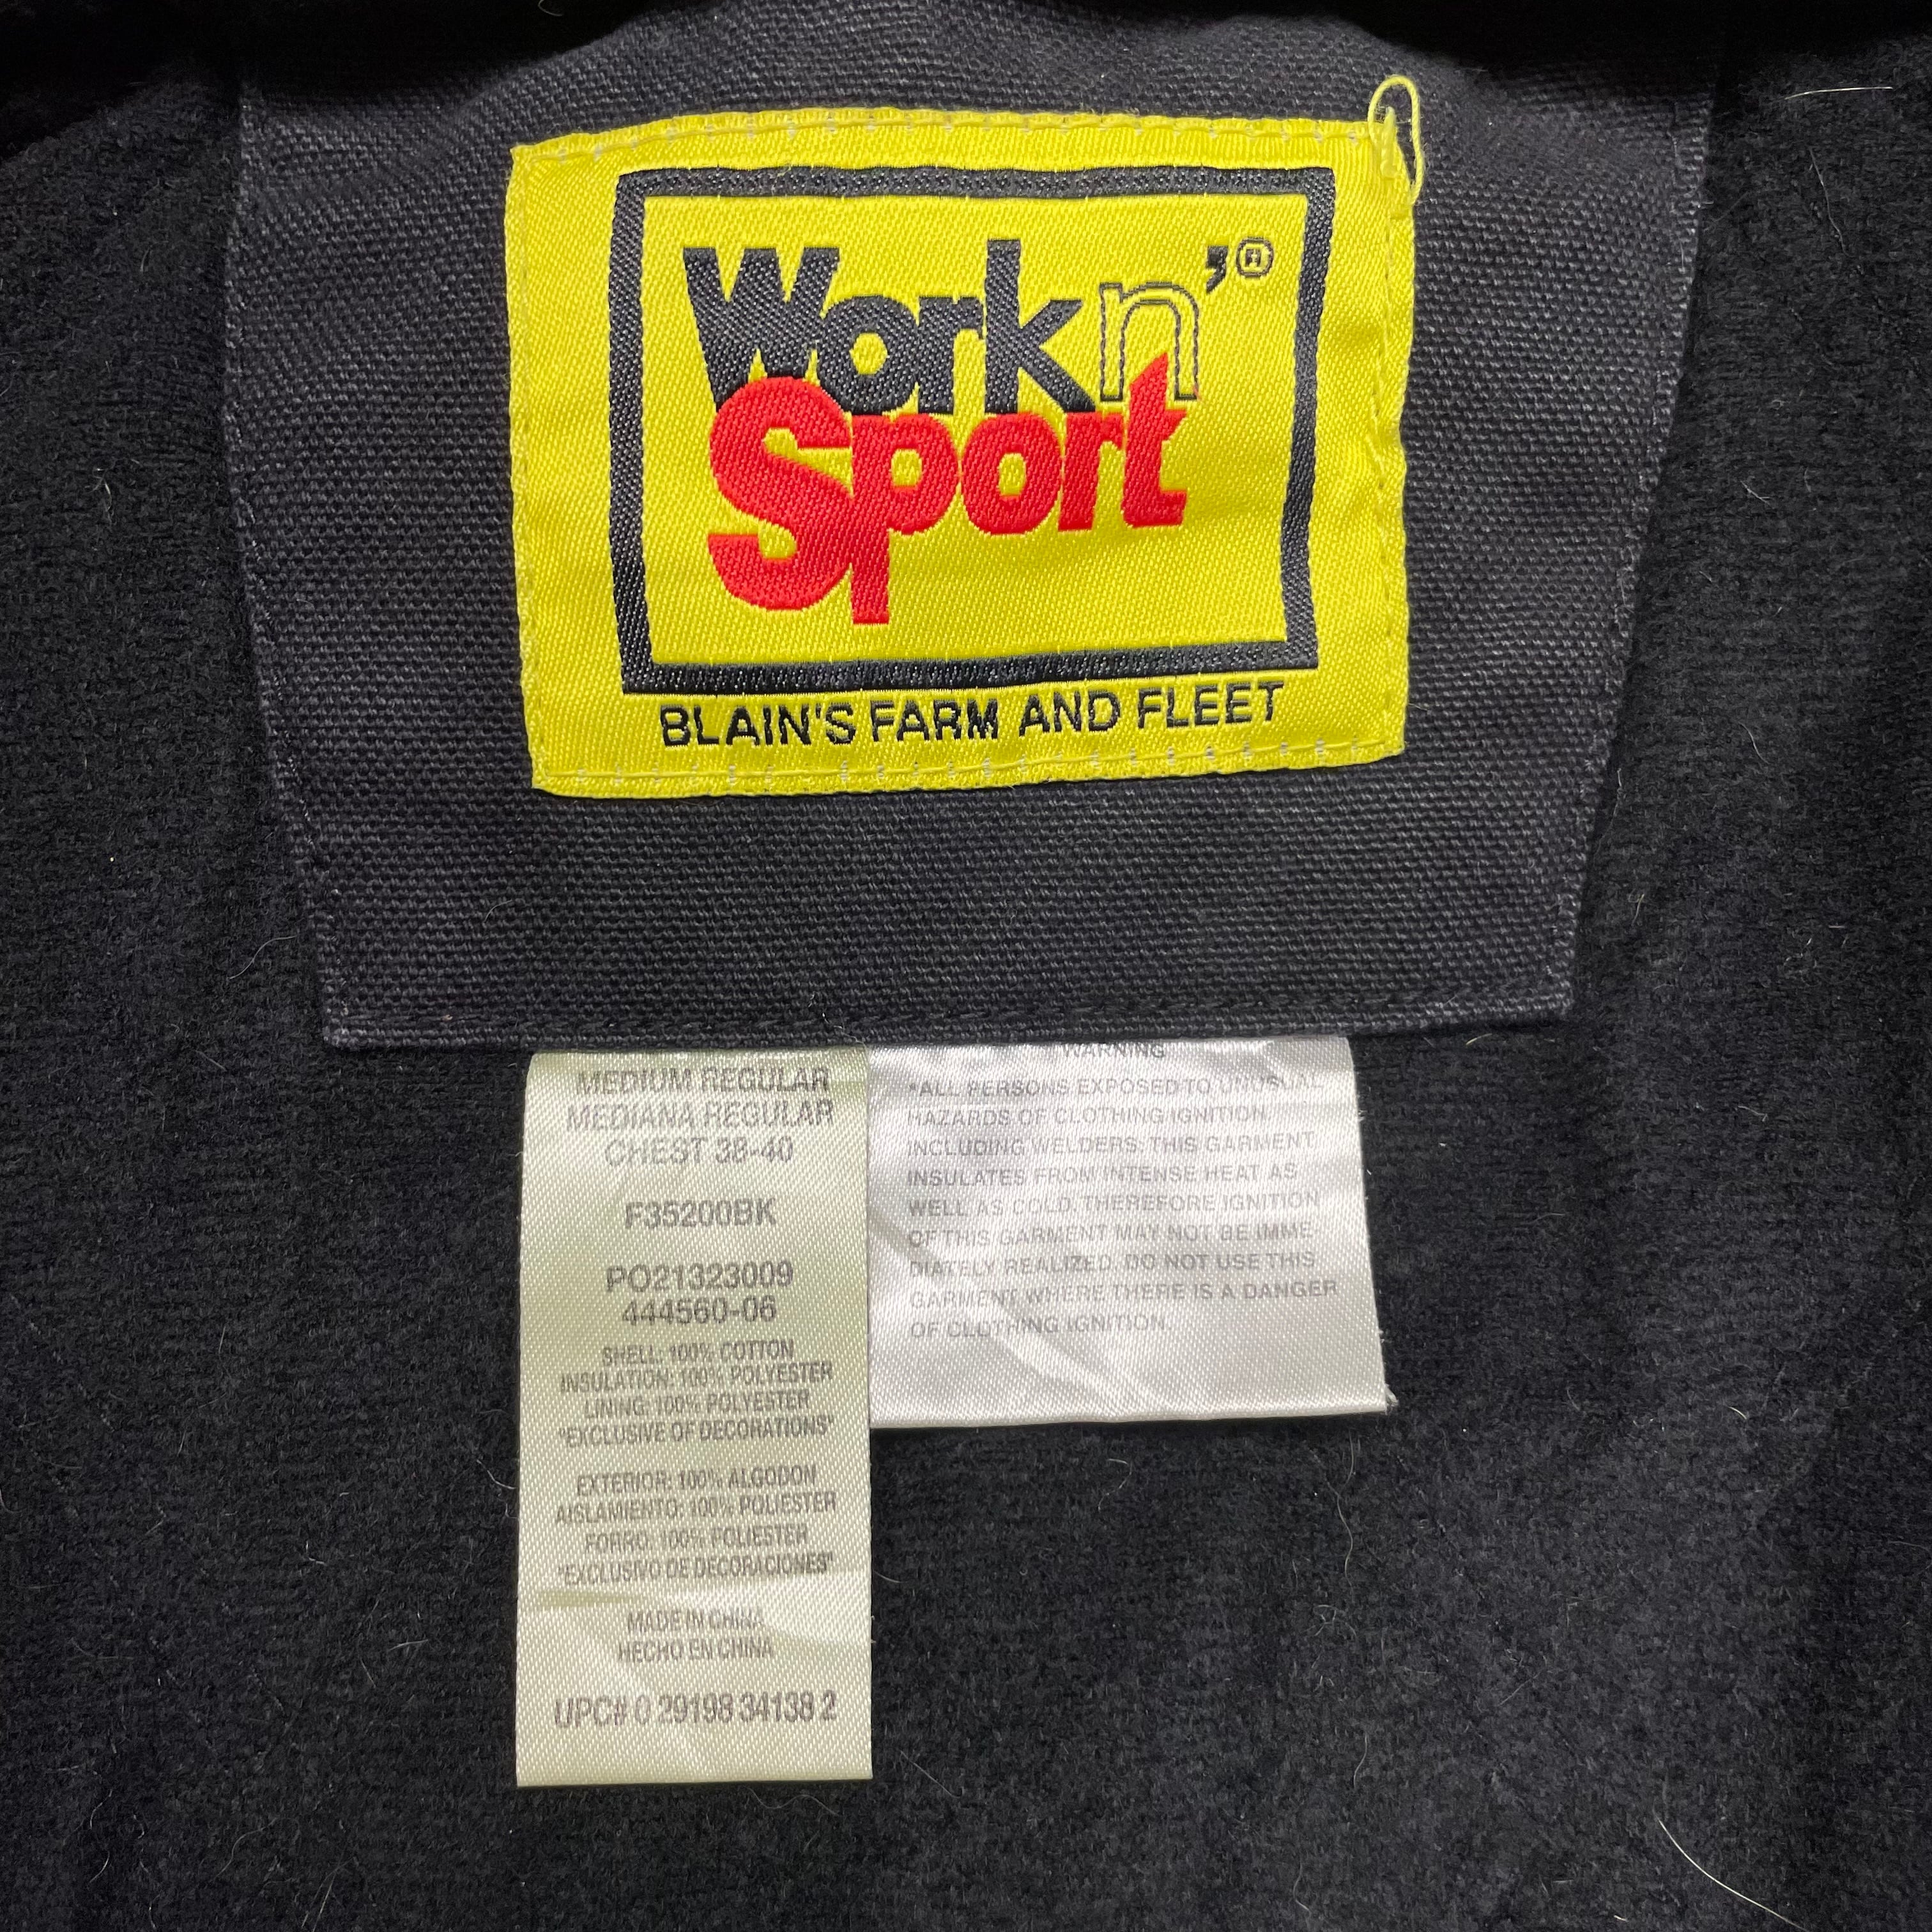 Work n'®
Sport
BLAIN'S FARM AND FLEET
MEDIUM REGULAR
MEDIANA REGULAR
CHEST 38-40
F35200BK
PO21323009
444560-06
SHELL: 100% COTTON
INSULATION: 100% POLYESTER
LINING: 100% POLYESTER
"EXCLUSIVE OF DECORATIONS"
EXTERIOR: 100% ALGODON
AISLAMIENTO: 100% POLIESTER
FORRO: 100% POLIESTER
"EXCLUSIVO DE DECORACIONES"
MADE IN CHINA
HECHO EN CHINA
UPC# 0 29198 34138 2
WARNING
*ALL PERSONS EXPOSED TO UNUSUAL
HAZARDS OF CLOTHING IGNITION,
INCLUDING WELDERS: THIS GARMENT
INSULATES FROM INTENSE HEAT AS
WELL AS COLD. THEREFORE IGNITION
OF THIS GARMENT MAY NOT BE IMME-
DIATELY REALIZED. DO NOT USE THIS
GARMENT WHERE THERE IS A DANGER
OF CLOTHING IGNITION.